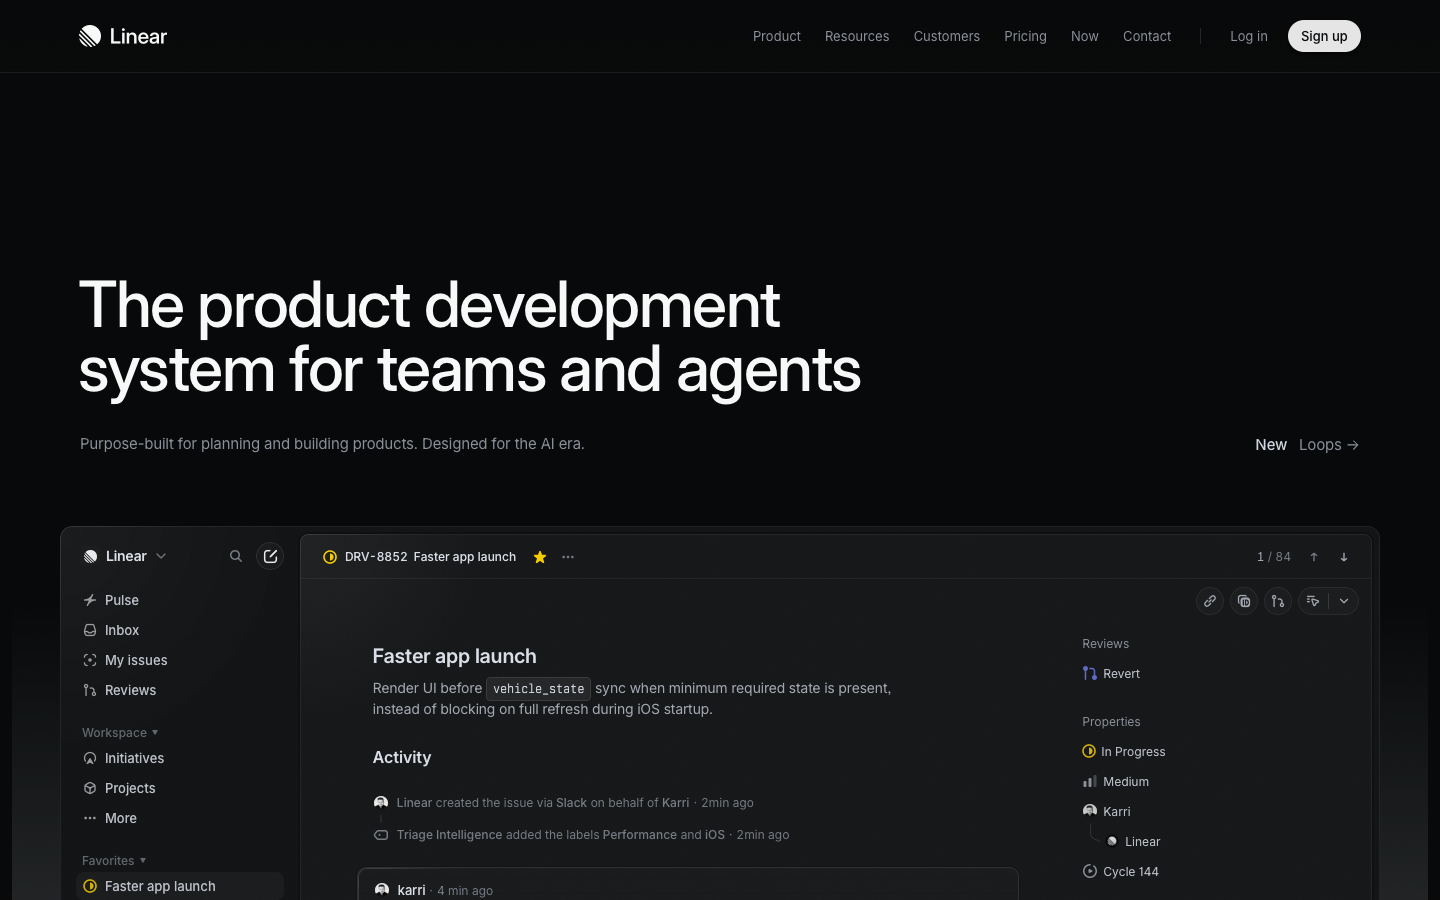 Linear
Product Resources Customers Pricing Now Contact Log in Sign up
The product development
system for teams and agents
Purpose-built for planning and building products. Designed for the AI era.
New Loops →
Linear
Pulse
Inbox
My issues
Reviews
Workspace
Initiatives
Projects
More
Favorites
Faster app launch
DRV-8852 Faster app launch
1 / 84
Faster app launch
Render UI before vehicle_state sync when minimum required state is present,
instead of blocking on full refresh during iOS startup.
Activity
Linear created the issue via Slack on behalf of Karri · 2min ago
Triage Intelligence added the labels Performance and iOS · 2min ago
karri · 4 min ago
Reviews
Revert
Properties
In Progress
Medium
Karri
Linear
Cycle 144